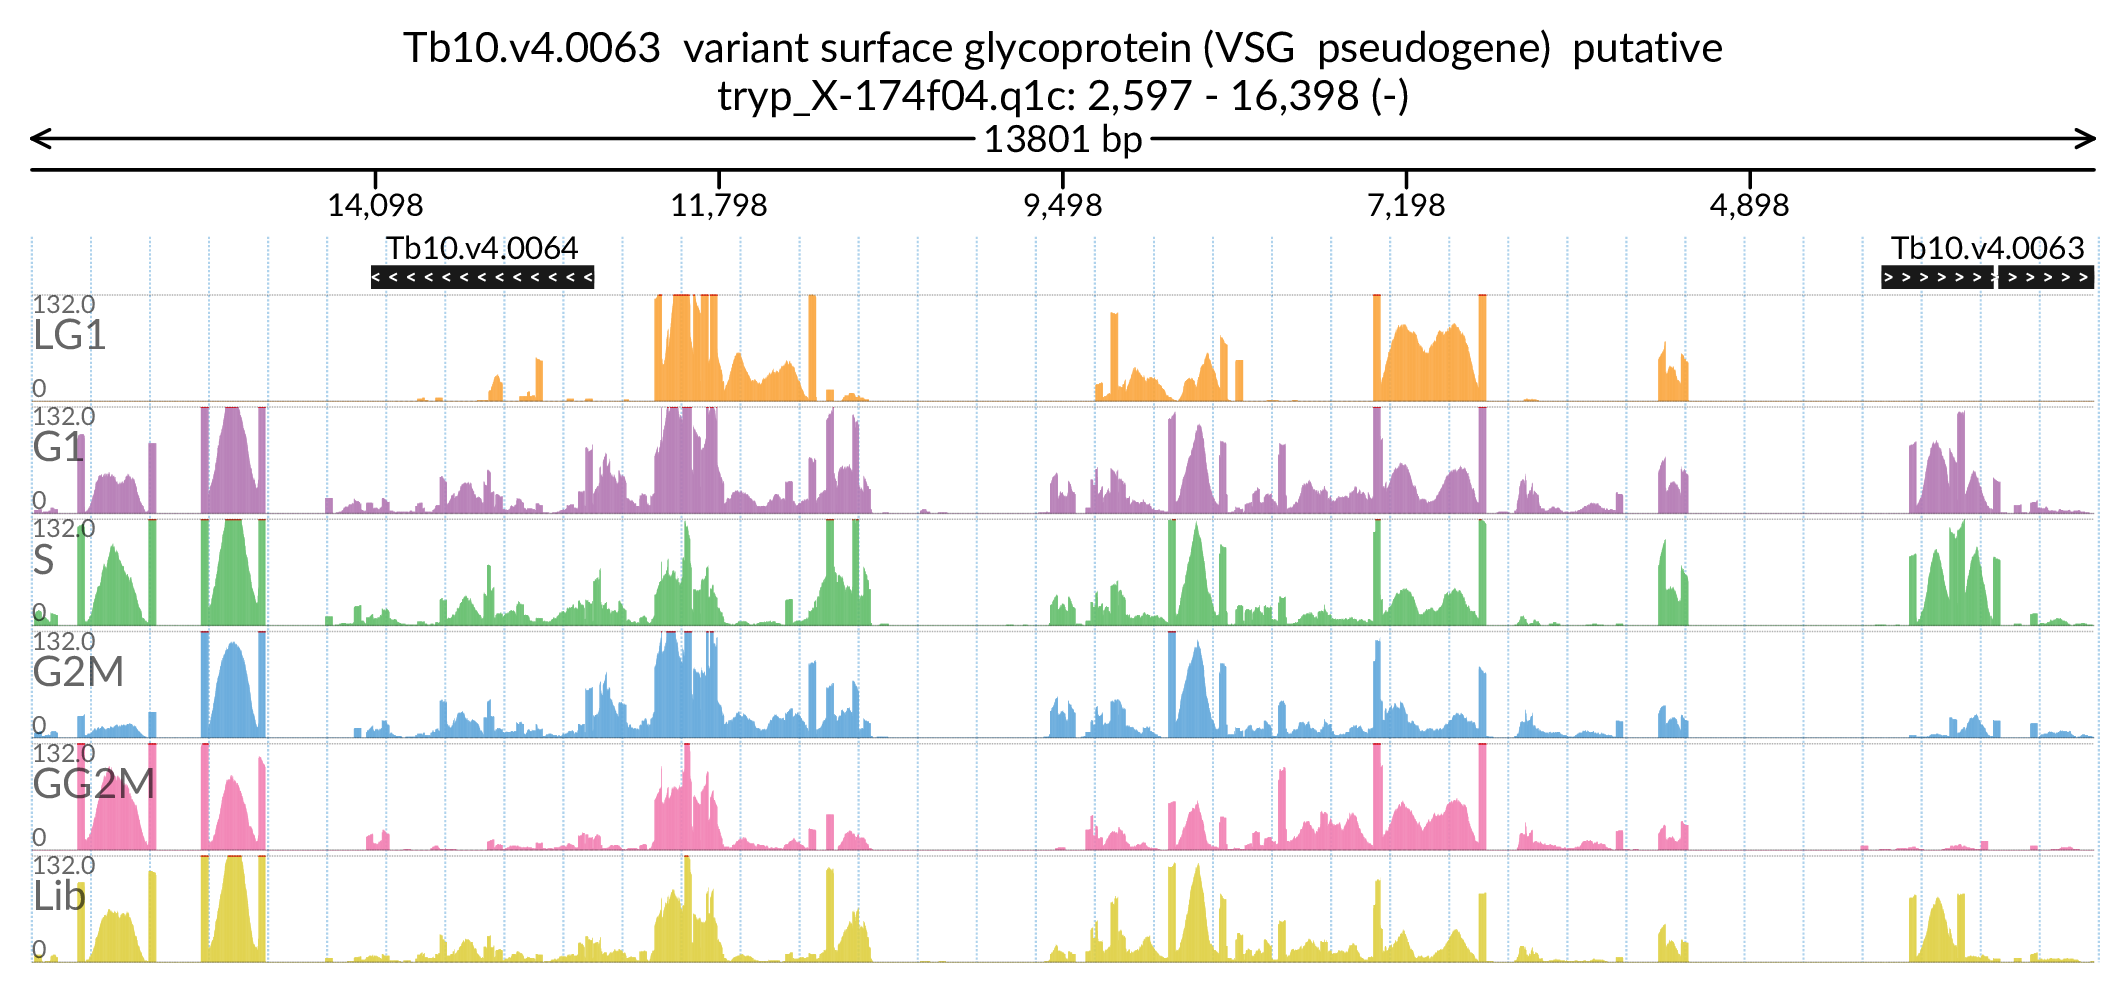 Tb10.v4.0063 variant surface glycoprotein (VSG pseudogene) putative
tryp_X-174f04.q1c: 2,597 - 16,398 (-)
13801 bp
14,098 11,798 9,498 7,198 4,898
Tb10.v4.0064 Tb10.v4.0063
132.0
LG1
0
132.0
G1
0
132.0
S
0
132.0
G2M
0
132.0
GG2M
0
132.0
Lib
0